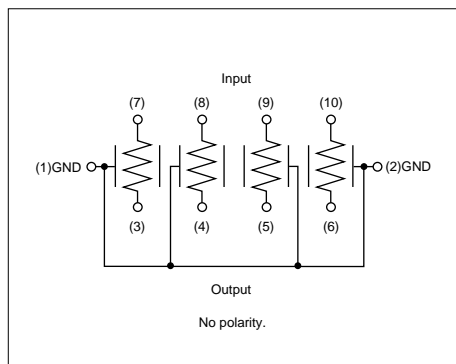 Input
(7) (8) (9) (10)
(1)GND (2)GND
(3) (4) (5) (6)
Output
No polarity.